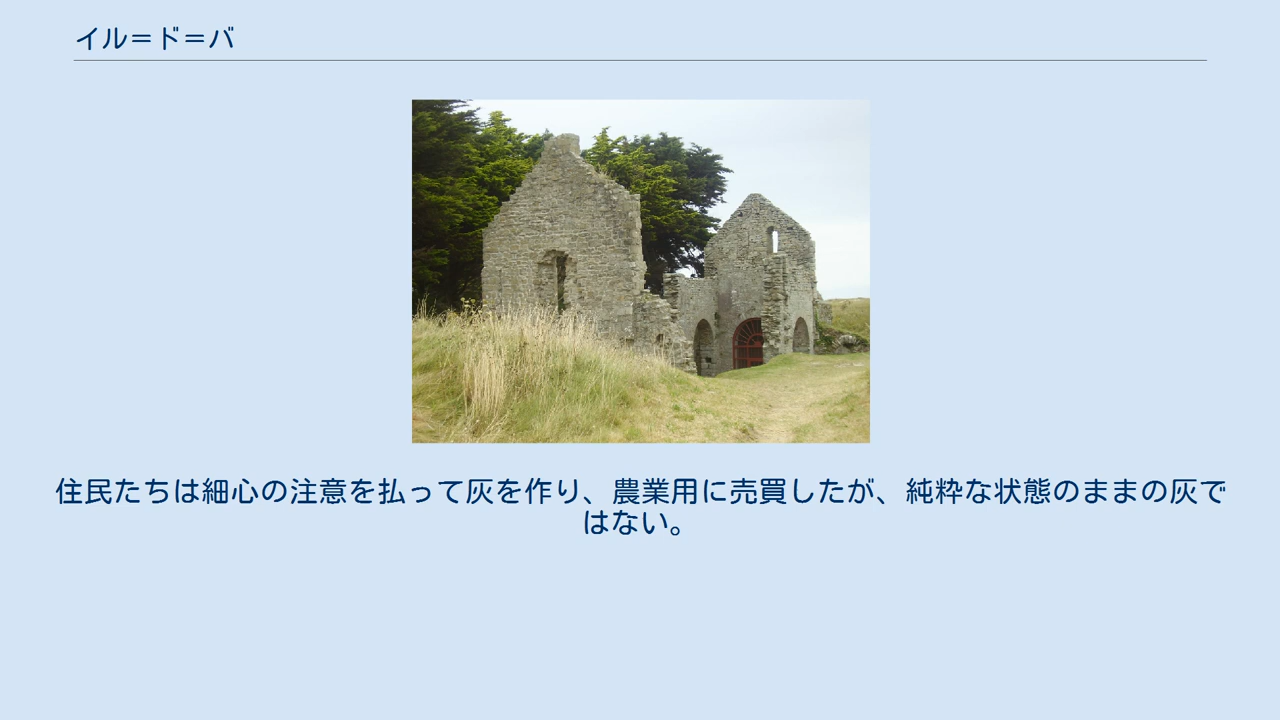 イル＝ド＝バ
住民たちは細心の注意を払って灰を作り、農業用に売買したが、純粋な状態のままの灰で
はない。